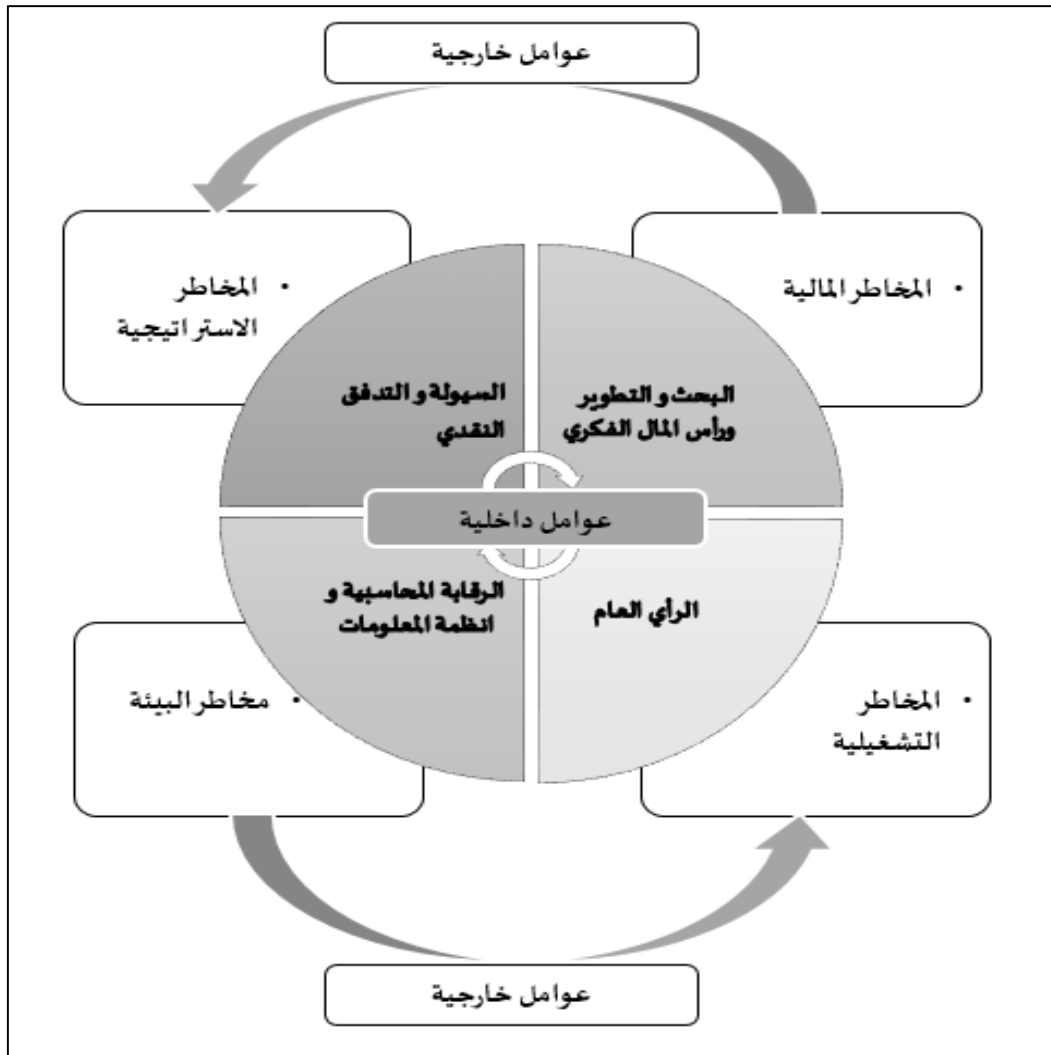 عوامل خارجية
• المخاطر المالية
• المخاطر
الاستراتيجية
البحث و التطوير
ورأس المال الفكري
السيولة و التدفق
النقدي
عوامل داخلية
الرأي العام
الرقابة المحاسبية و
انظمة المعلومات
• المخاطر
التشغيلية
• مخاطر البيئة
عوامل خارجية